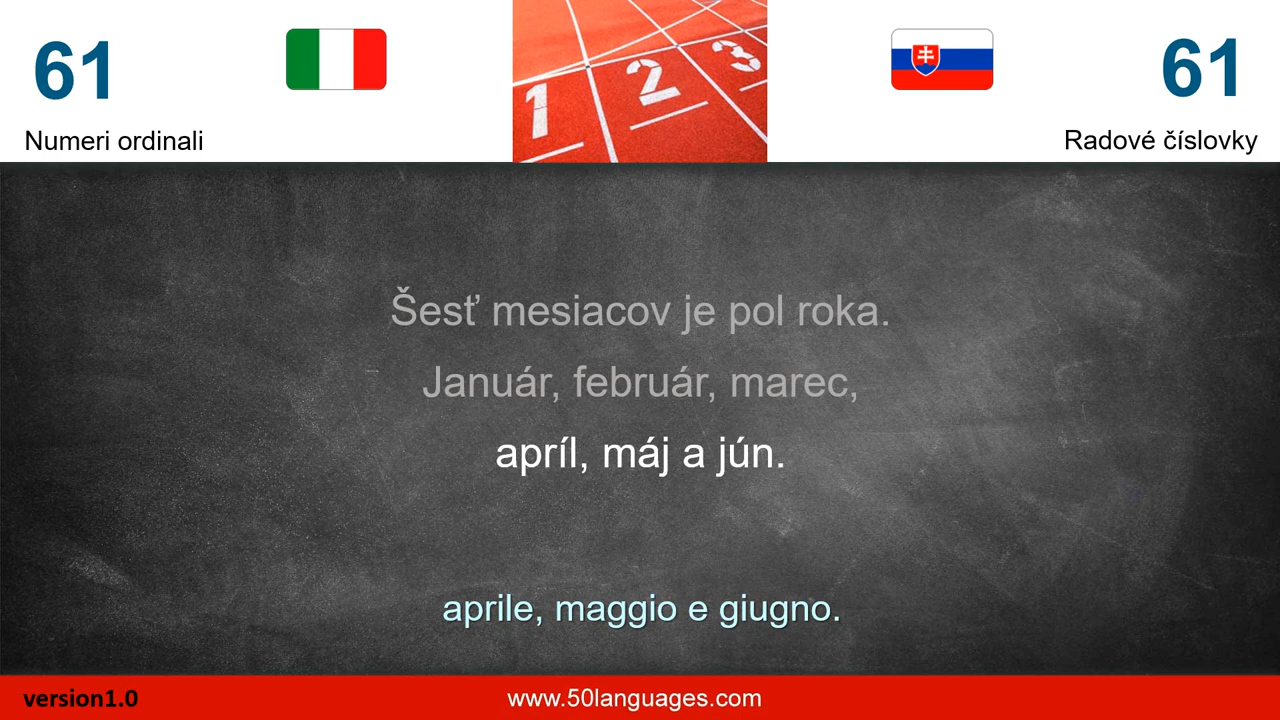 61
61
Numeri ordinali
Radové číslovky
1 2 3
Šesť mesiacov je pol roka.
Január, február, marec,
apríl, máj a jún.
aprile, maggio e giugno.
version1.0
www.50languages.com